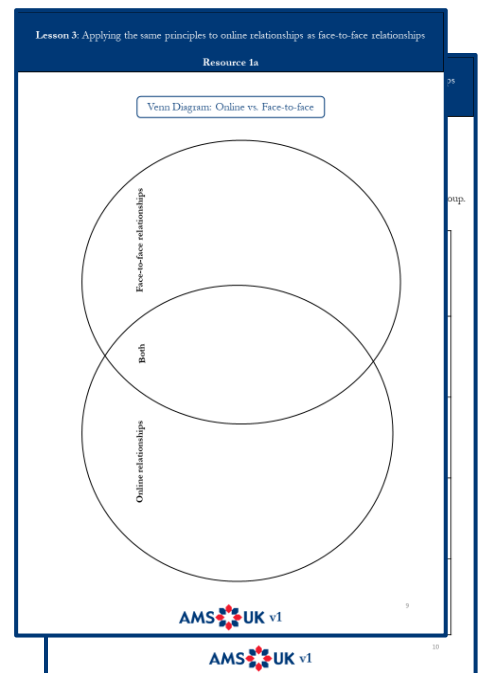 Lesson 3: Applying the same principles to online relationships as face-to-face relationships
Resource 1a
Venn Diagram: Online vs. Face-to-face
Face-to-face relationships
Both
Online relationships
AMS UK v1
9
oup.
AMS UK v1
10